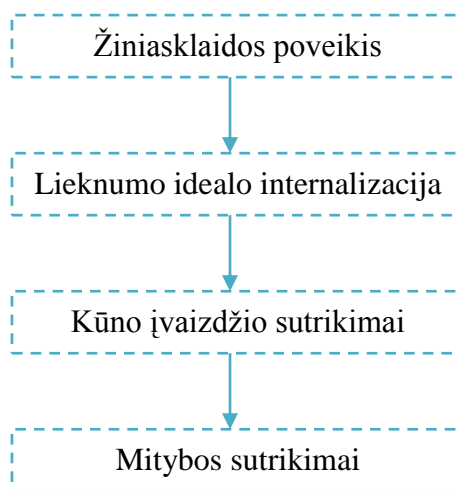 Žiniasklaidos poveikis
Lieknumo idealo internalizacija
Kūno įvaizdžio sutrikimai
Mitybos sutrikimai